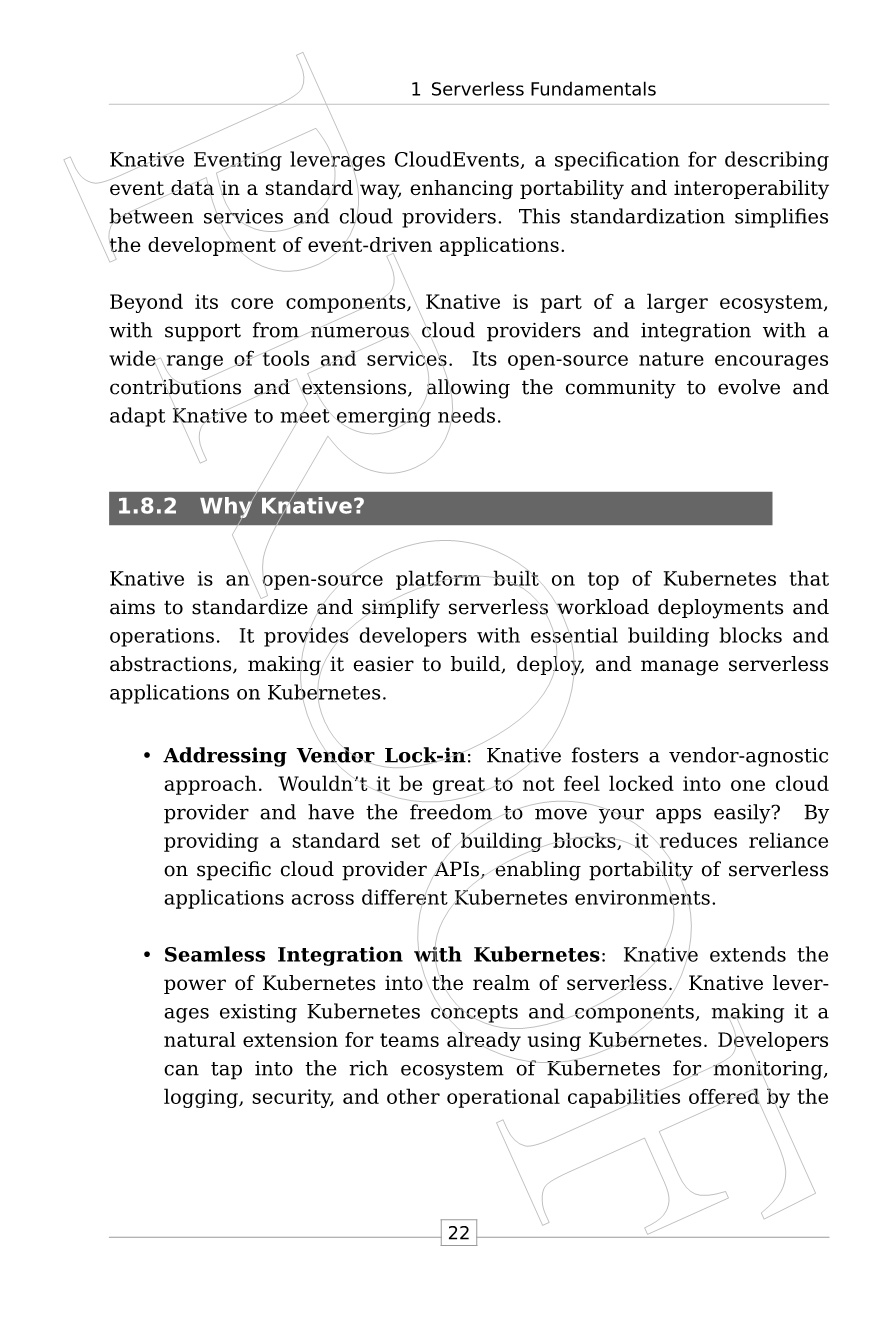 1 Serverless Fundamentals
Knative Eventing leverages CloudEvents, a specification for describing
event data in a standard way, enhancing portability and interoperability
between services and cloud providers. This standardization simplifies
the development of event-driven applications.
Beyond its core components, Knative is part of a larger ecosystem,
with support from numerous cloud providers and integration with a
wide range of tools and services. Its open-source nature encourages
contributions and extensions, allowing the community to evolve and
adapt Knative to meet emerging needs.
1.8.2 Why Knative?
Knative is an open-source platform built on top of Kubernetes that
aims to standardize and simplify serverless workload deployments and
operations. It provides developers with essential building blocks and
abstractions, making it easier to build, deploy, and manage serverless
applications on Kubernetes.
• Addressing Vendor Lock-in: Knative fosters a vendor-agnostic
approach. Wouldn’t it be great to not feel locked into one cloud
provider and have the freedom to move your apps easily? By
providing a standard set of building blocks, it reduces reliance
on specific cloud provider APIs, enabling portability of serverless
applications across different Kubernetes environments.
• Seamless Integration with Kubernetes: Knative extends the
power of Kubernetes into the realm of serverless. Knative lever-
ages existing Kubernetes concepts and components, making it a
natural extension for teams already using Kubernetes. Developers
can tap into the rich ecosystem of Kubernetes for monitoring,
logging, security, and other operational capabilities offered by the
22
PROOF